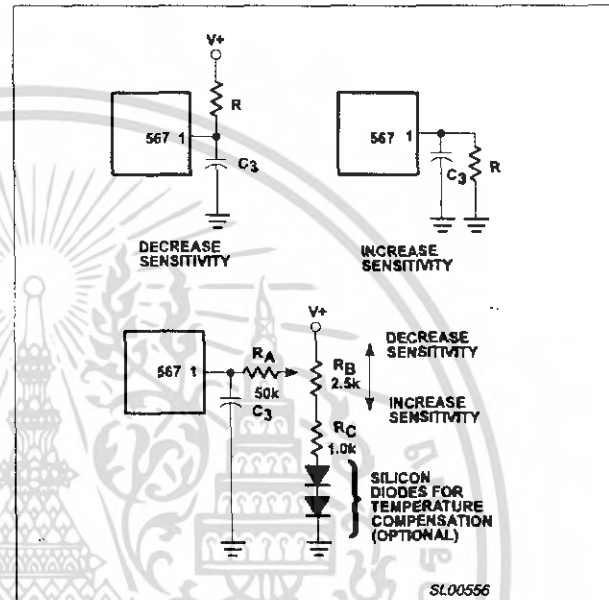 V+
R
567 1
C3
DECREASE
SENSITIVITY
567 1
C3
R
INCREASE
SENSITIVITY
V+
567 1
RA
50k
C3
RB
2.5k
DECREASE
SENSITIVITY
INCREASE
SENSITIVITY
RC
1.0k
SILICON
DIODES FOR
TEMPERATURE
COMPENSATION
(OPTIONAL)
SL00556